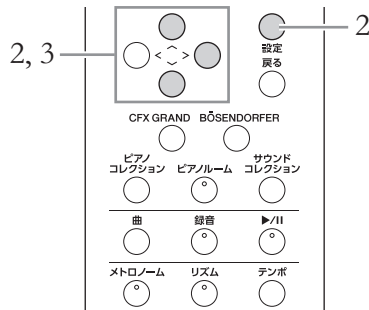 2
2, 3
< ︿ ﹀ >
設定
戻る
CFX GRAND BÖSENDORFER
ピアノ
コレクション
ピアノルーム
サウンド
コレクション
曲
録音
▶/II
メトロノーム
リズム
テンポ